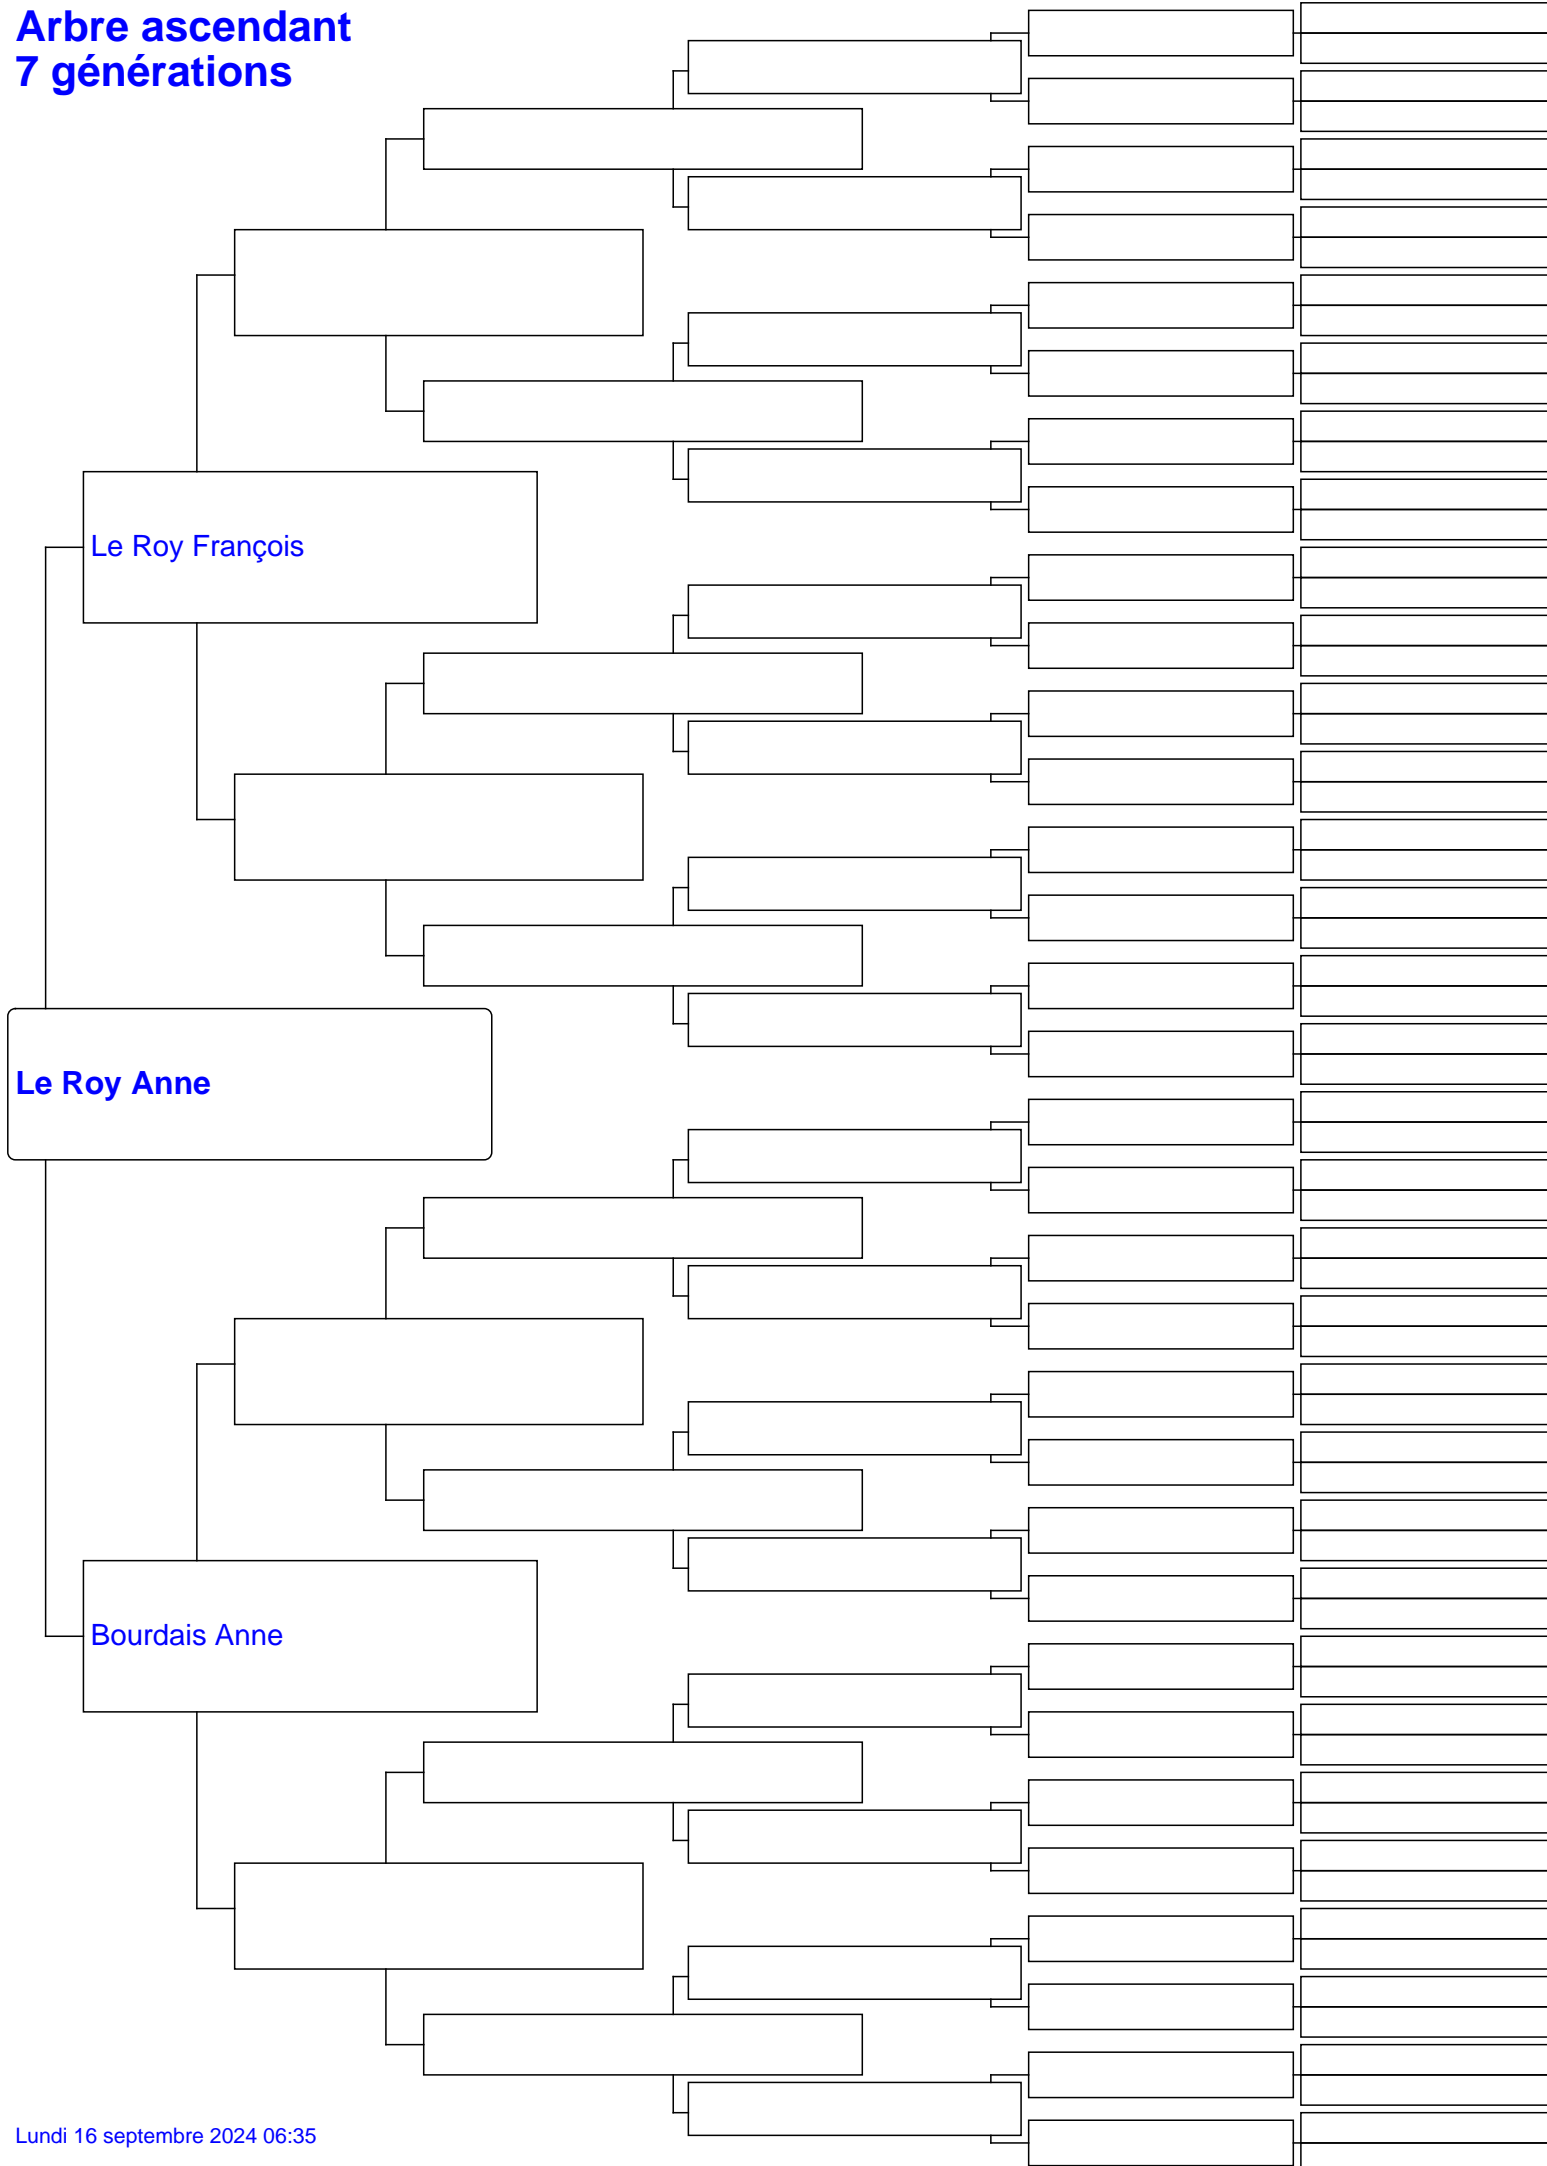 Arbre ascendant
7 générations
Le Roy François
Le Roy Anne
Bourdais Anne
Lundi 16 septembre 2024 06:35